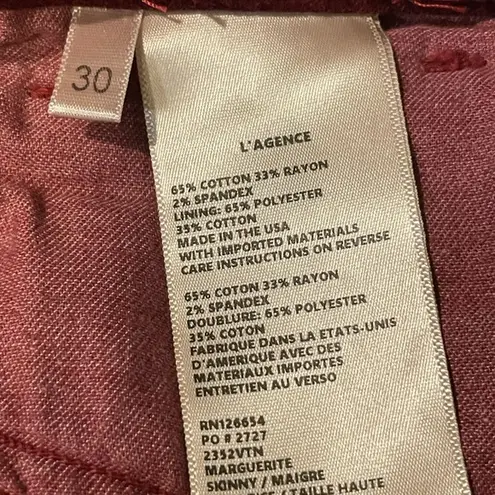 30
L'AGENCE
65% COTTON 33% RAYON
2% SPANDEX
LINING: 65% POLYESTER
35% COTTON
MADE IN THE USA
WITH IMPORTED MATERIALS
CARE INSTRUCTIONS ON REVERSE
65% COTON 33% RAYON
2% SPANDEX
DOUBLURE: 65% POLYESTER
35% COTON
FABRIQUE DANS LA ETATS-UNIS
D'AMERIQUE AVEC DES
MATERIAUX IMPORTES
ENTRETIEN AU VERSO
RN126654
PO # 2727
2352VTN
MARGUERITE
SKINNY / MAIGRE
/ TAILLE HAUTE